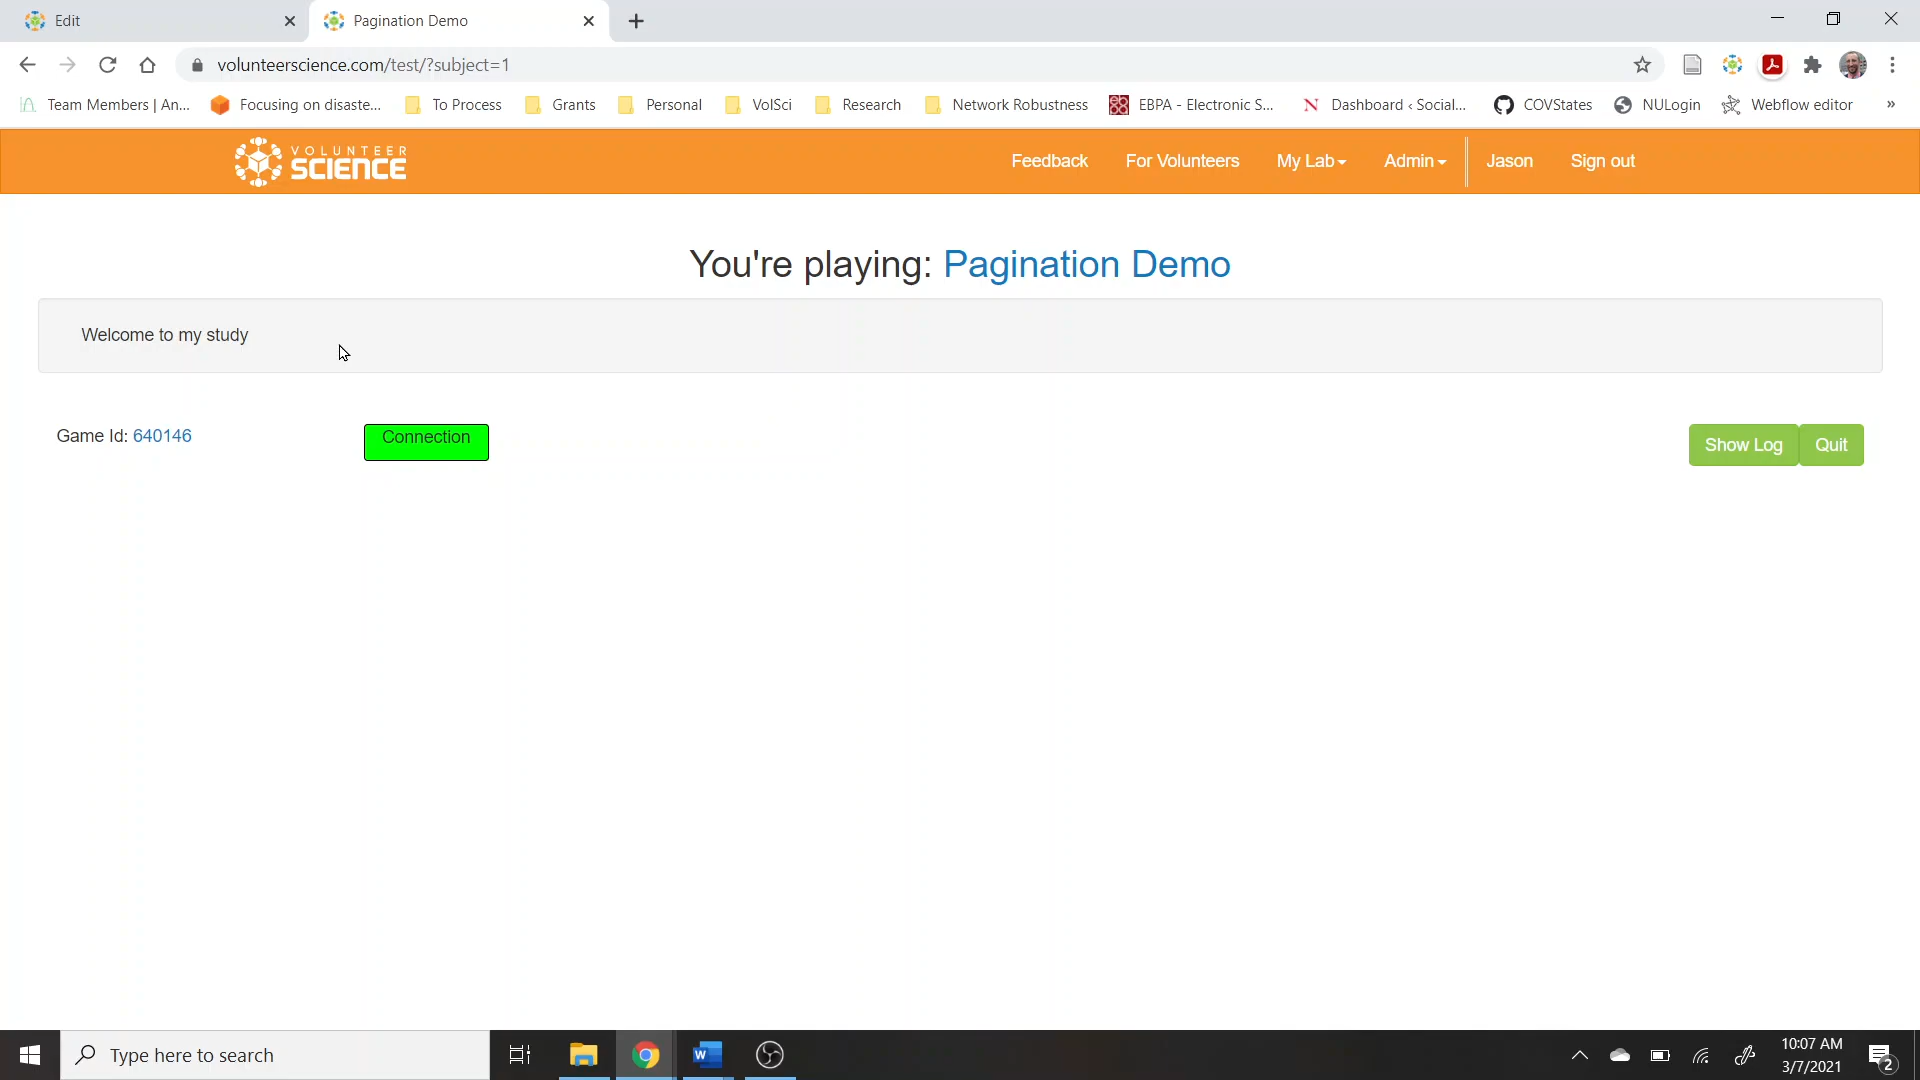 Edit
Pagination Demo
volunteerscience.com/test/?subject=1
Team Members | An...
Focusing on disaste...
To Process
Grants
Personal
VolSci
Research
Network Robustness
EBPA - Electronic S...
Dashboard ‹ Social...
COVStates
NULogin
Webflow editor
»
VOLUNTEER
SCIENCE
Feedback
For Volunteers
My Lab
Admin
Jason
Sign out
You're playing: Pagination Demo
Welcome to my study
Game Id: 640146
Connection
Show Log
Quit
Type here to search
10:07 AM
3/7/2021
2